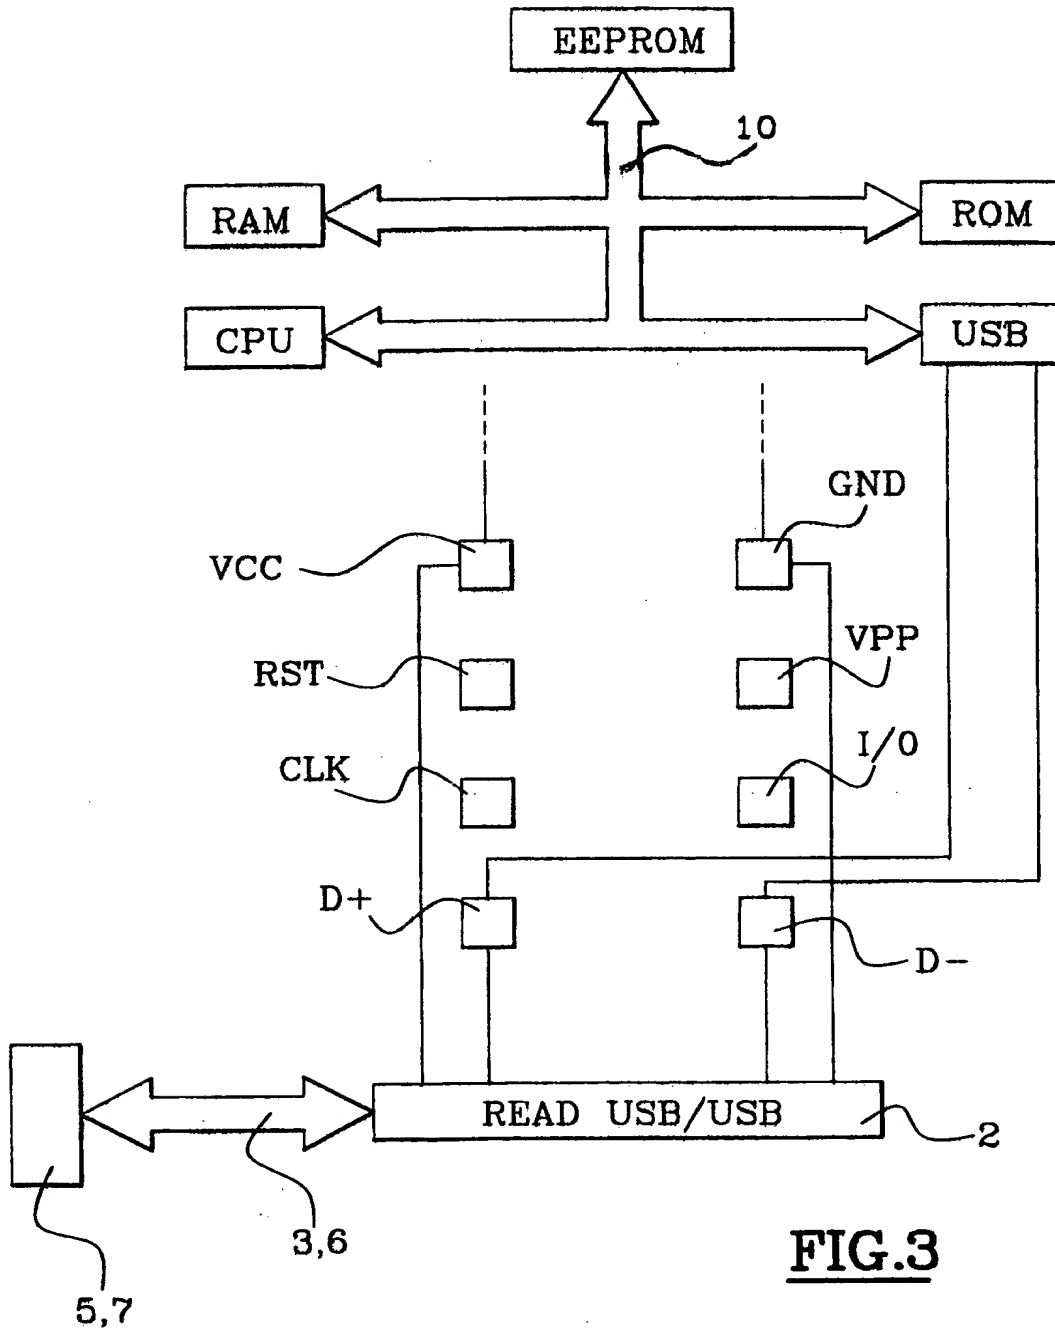 EEPROM
10
RAM
ROM
CPU
USB
GND
VCC
VPP
RST
I/O
CLK
D+
D-
READ USB/USB
2
3,6
5,7
FIG.3